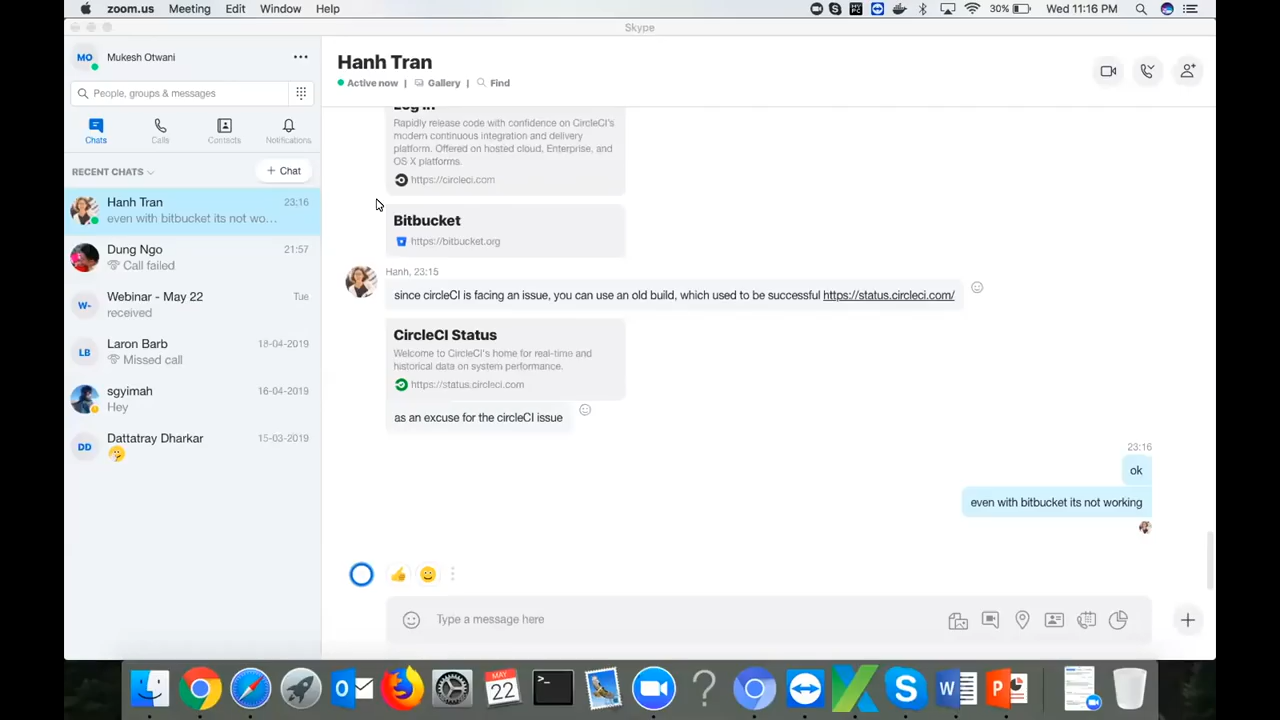 zoom.us Meeting Edit Window Help
30% Wed 11:16 PM
Skype
MO Mukesh Otwani
People, groups & messages
Chats Calls Contacts Notifications
RECENT CHATS + Chat
Hanh Tran 23:16
even with bitbucket its not wo...
Dung Ngo 21:57
Call failed
W- Webinar - May 22 Tue
received
LB Laron Barb 18-04-2019
Missed call
sgyimah 16-04-2019
Hey
DD Dattatray Dharkar 15-03-2019
Hanh Tran
Active now | Gallery | Find
Log in
Rapidly release code with confidence on CircleCI's
modern continuous integration and delivery
platform. Offered on hosted cloud, Enterprise, and
OS X platforms.
https://circleci.com
Bitbucket
https://bitbucket.org
Hanh, 23:15
since circleCI is facing an issue, you can use an old build, which used to be successful https://status.circleci.com/
CircleCI Status
Welcome to CircleCI's home for real-time and
historical data on system performance.
https://status.circleci.com
as an excuse for the circleCI issue
23:16
ok
even with bitbucket its not working
Type a message here
MAY
22